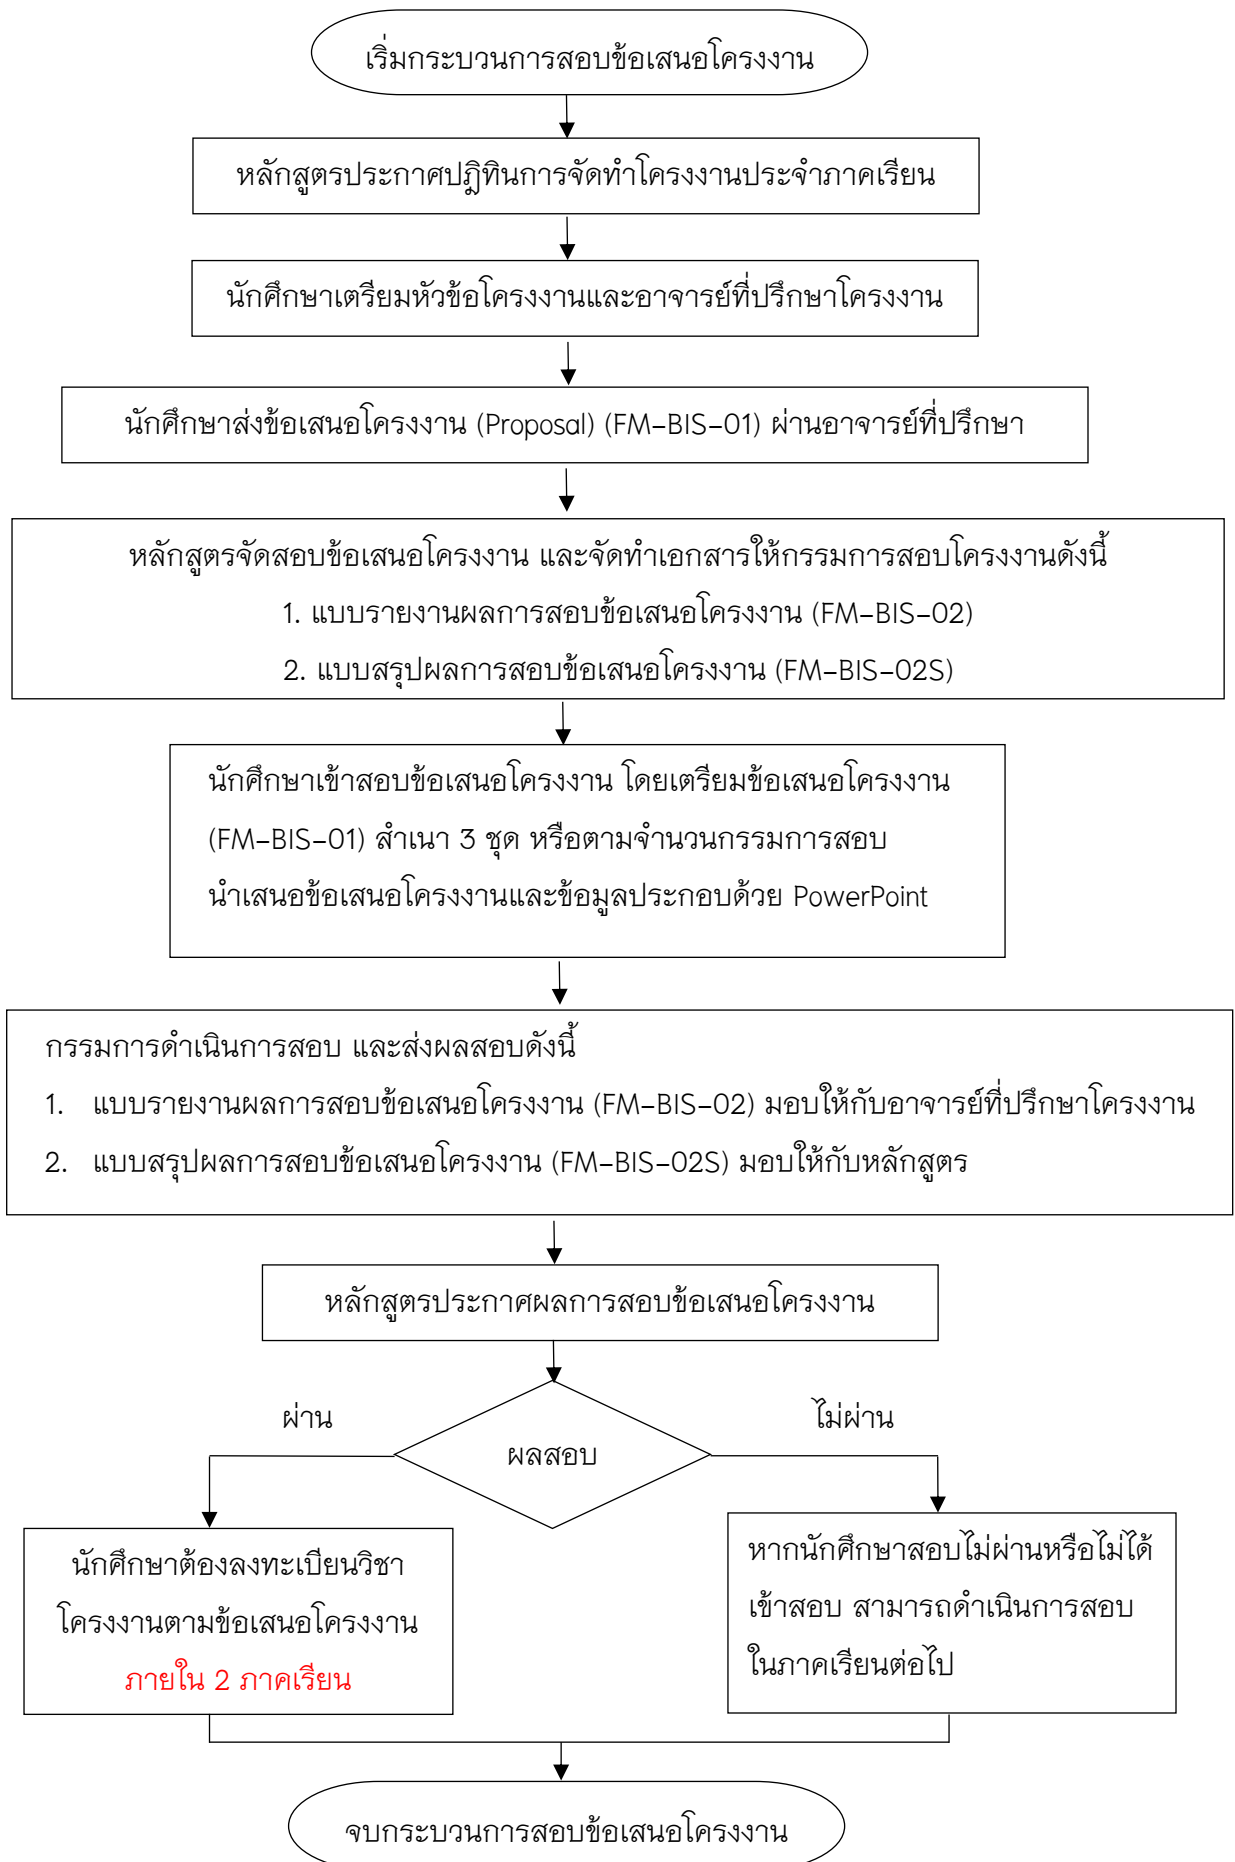 เริ่มกระบวนการสอบข้อเสนอโครงงาน
หลักสูตรประกาศปฎิทินการจัดทำโครงงานประจำภาคเรียน
นักศึกษาเตรียมหัวข้อโครงงานและอาจารย์ที่ปรึกษาโครงงาน
นักศึกษาส่งข้อเสนอโครงงาน (Proposal) (FM-BIS-01) ผ่านอาจารย์ที่ปรึกษา
หลักสูตรจัดสอบข้อเสนอโครงงาน และจัดทำเอกสารให้กรรมการสอบโครงงานดังนี้
1. แบบรายงานผลการสอบข้อเสนอโครงงาน (FM-BIS-02)
2. แบบสรุปผลการสอบข้อเสนอโครงงาน (FM-BIS-02S)
นักศึกษาเข้าสอบข้อเสนอโครงงาน โดยเตรียมข้อเสนอโครงงาน
(FM-BIS-01) สำเนา 3 ชุด หรือตามจำนวนกรรมการสอบ
นำเสนอข้อเสนอโครงงานและข้อมูลประกอบด้วย PowerPoint
กรรมการดำเนินการสอบ และส่งผลสอบดังนี้
1. แบบรายงานผลการสอบข้อเสนอโครงงาน (FM-BIS-02) มอบให้กับอาจารย์ที่ปรึกษาโครงงาน
2. แบบสรุปผลการสอบข้อเสนอโครงงาน (FM-BIS-02S) มอบให้กับหลักสูตร
หลักสูตรประกาศผลการสอบข้อเสนอโครงงาน
ผ่าน
ไม่ผ่าน
ผลสอบ
นักศึกษาต้องลงทะเบียนวิชา
โครงงานตามข้อเสนอโครงงาน
ภายใน 2 ภาคเรียน
หากนักศึกษาสอบไม่ผ่านหรือไม่ได้
เข้าสอบ สามารถดำเนินการสอบ
ในภาคเรียนต่อไป
จบกระบวนการสอบข้อเสนอโครงงาน